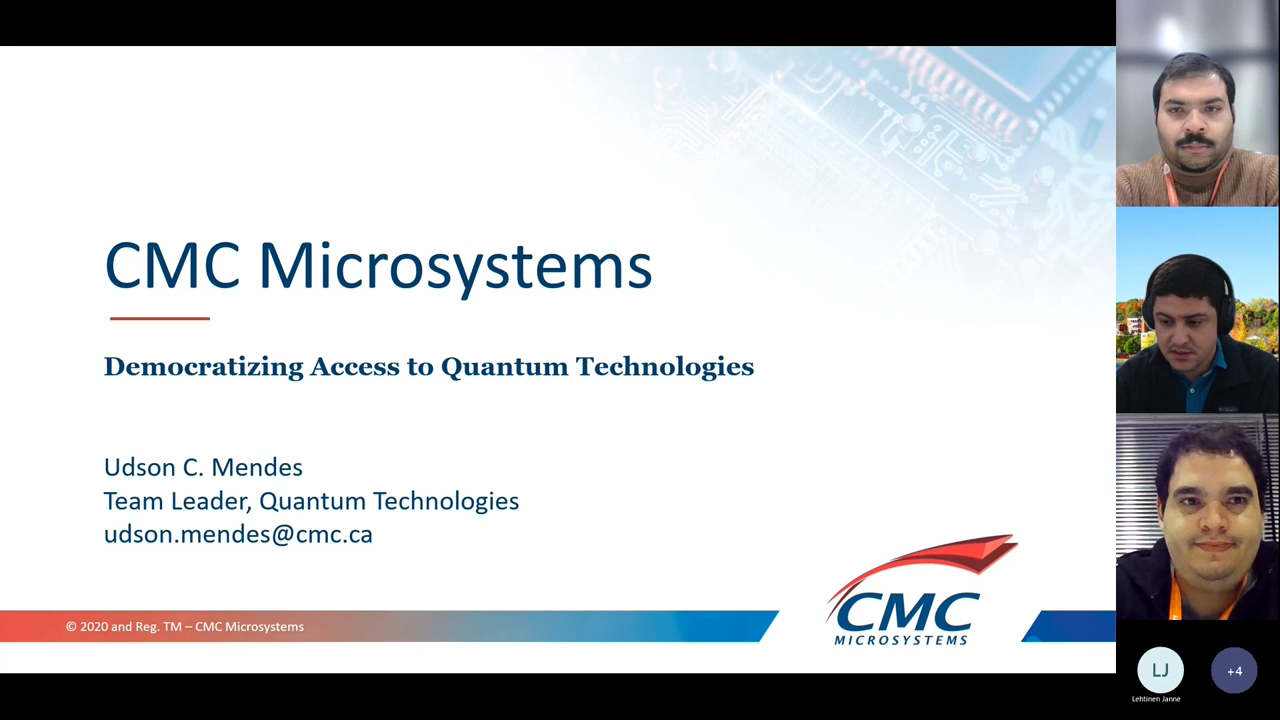 CMC Microsystems
Democratizing Access to Quantum Technologies
Udson C. Mendes
Team Leader, Quantum Technologies
udson.mendes@cmc.ca
CMC
MICROSYSTEMS
© 2020 and Reg. TM – CMC Microsystems
LJ
+4
Lehtinen Janne